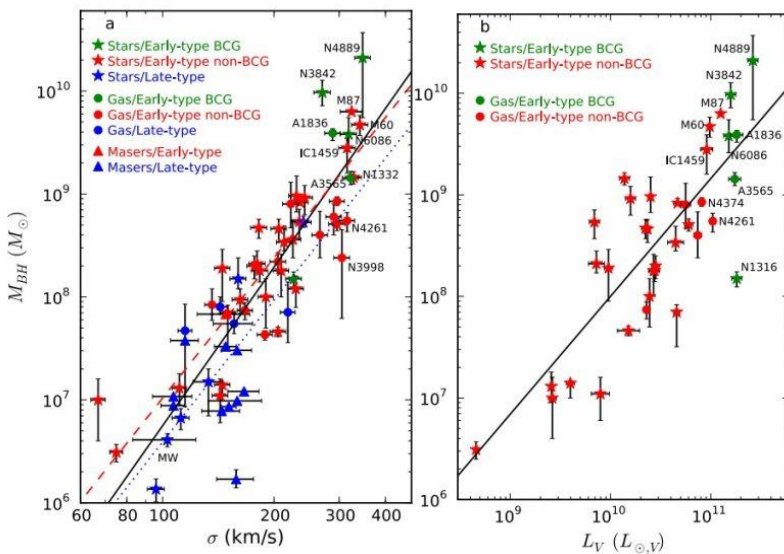 a
Stars/Early-type BCG
Stars/Early-type non-BCG
Stars/Late-type
Gas/Early-type BCG
Gas/Early-type non-BCG
Gas/Late-type
Masers/Early-type
Masers/Late-type
N4889
N3842
M87
A1836
M60
N6086
IC1459
N1332
A3565
N4261
N3998
MW
10^10
10^9
10^8
10^7
10^6
M_BH (M_⊙)
60
80
100
200
300
400
σ (km/s)
b
Stars/Early-type BCG
Stars/Early-type non-BCG
Gas/Early-type BCG
Gas/Early-type non-BCG
N4889
N3842
M87
M60
A1836
IC1459
N6086
A3565
N4374
N4261
N1316
10^10
10^9
10^8
10^7
10^6
10^9
10^10
10^11
L_V (L_⊙,V)